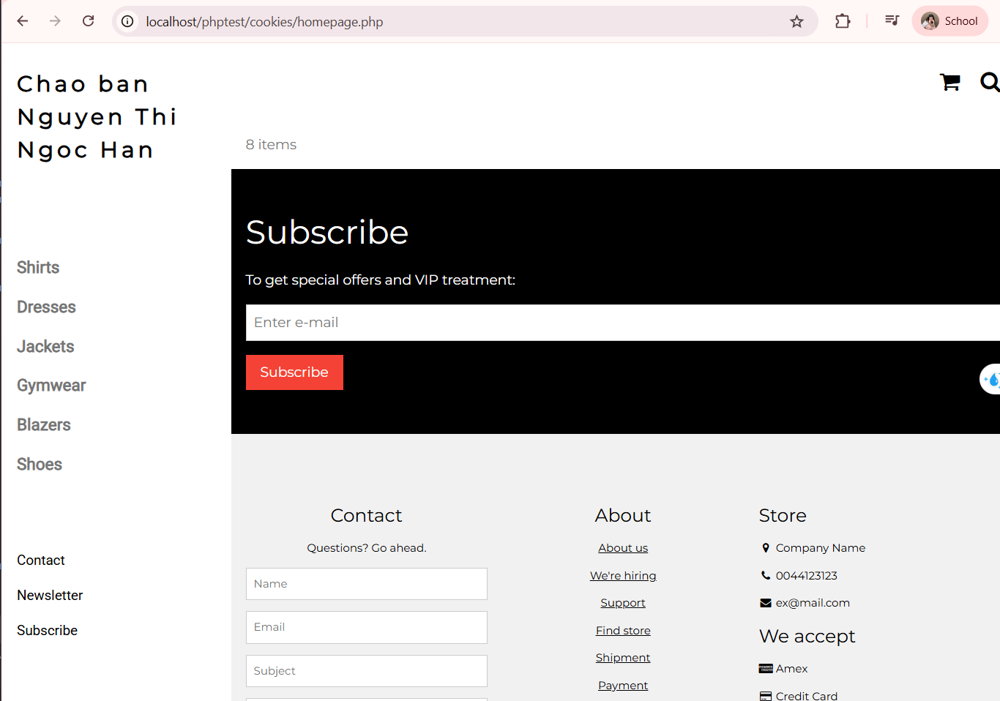 localhost/phptest/cookies/homepage.php
School
Chao ban
Nguyen Thi
Ngoc Han
8 items
Shirts
Dresses
Jackets
Gymwear
Blazers
Shoes
Contact
Newsletter
Subscribe
Subscribe
To get special offers and VIP treatment:
Enter e-mail
Subscribe
Contact
Questions? Go ahead.
Name
Email
Subject
About
About us
We're hiring
Support
Find store
Shipment
Payment
Store
Company Name
0044123123
ex@mail.com
We accept
Amex
Credit Card